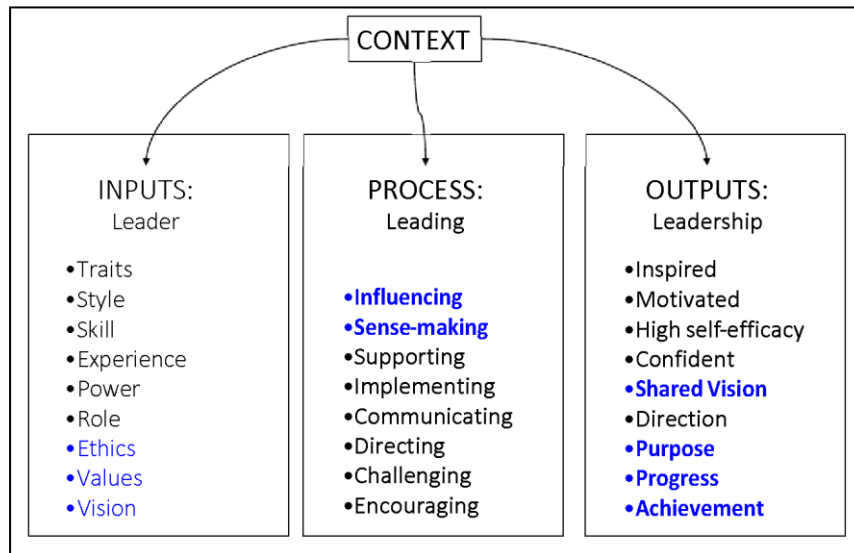 CONTEXT
INPUTS:
Leader
•Traits
•Style
•Skill
•Experience
•Power
•Role
•Ethics
•Values
•Vision
PROCESS:
Leading
•Influencing
•Sense-making
•Supporting
•Implementing
•Communicating
•Directing
•Challenging
•Encouraging
OUTPUTS:
Leadership
•Inspired
•Motivated
•High self-efficacy
•Confident
•Shared Vision
•Direction
•Purpose
•Progress
•Achievement